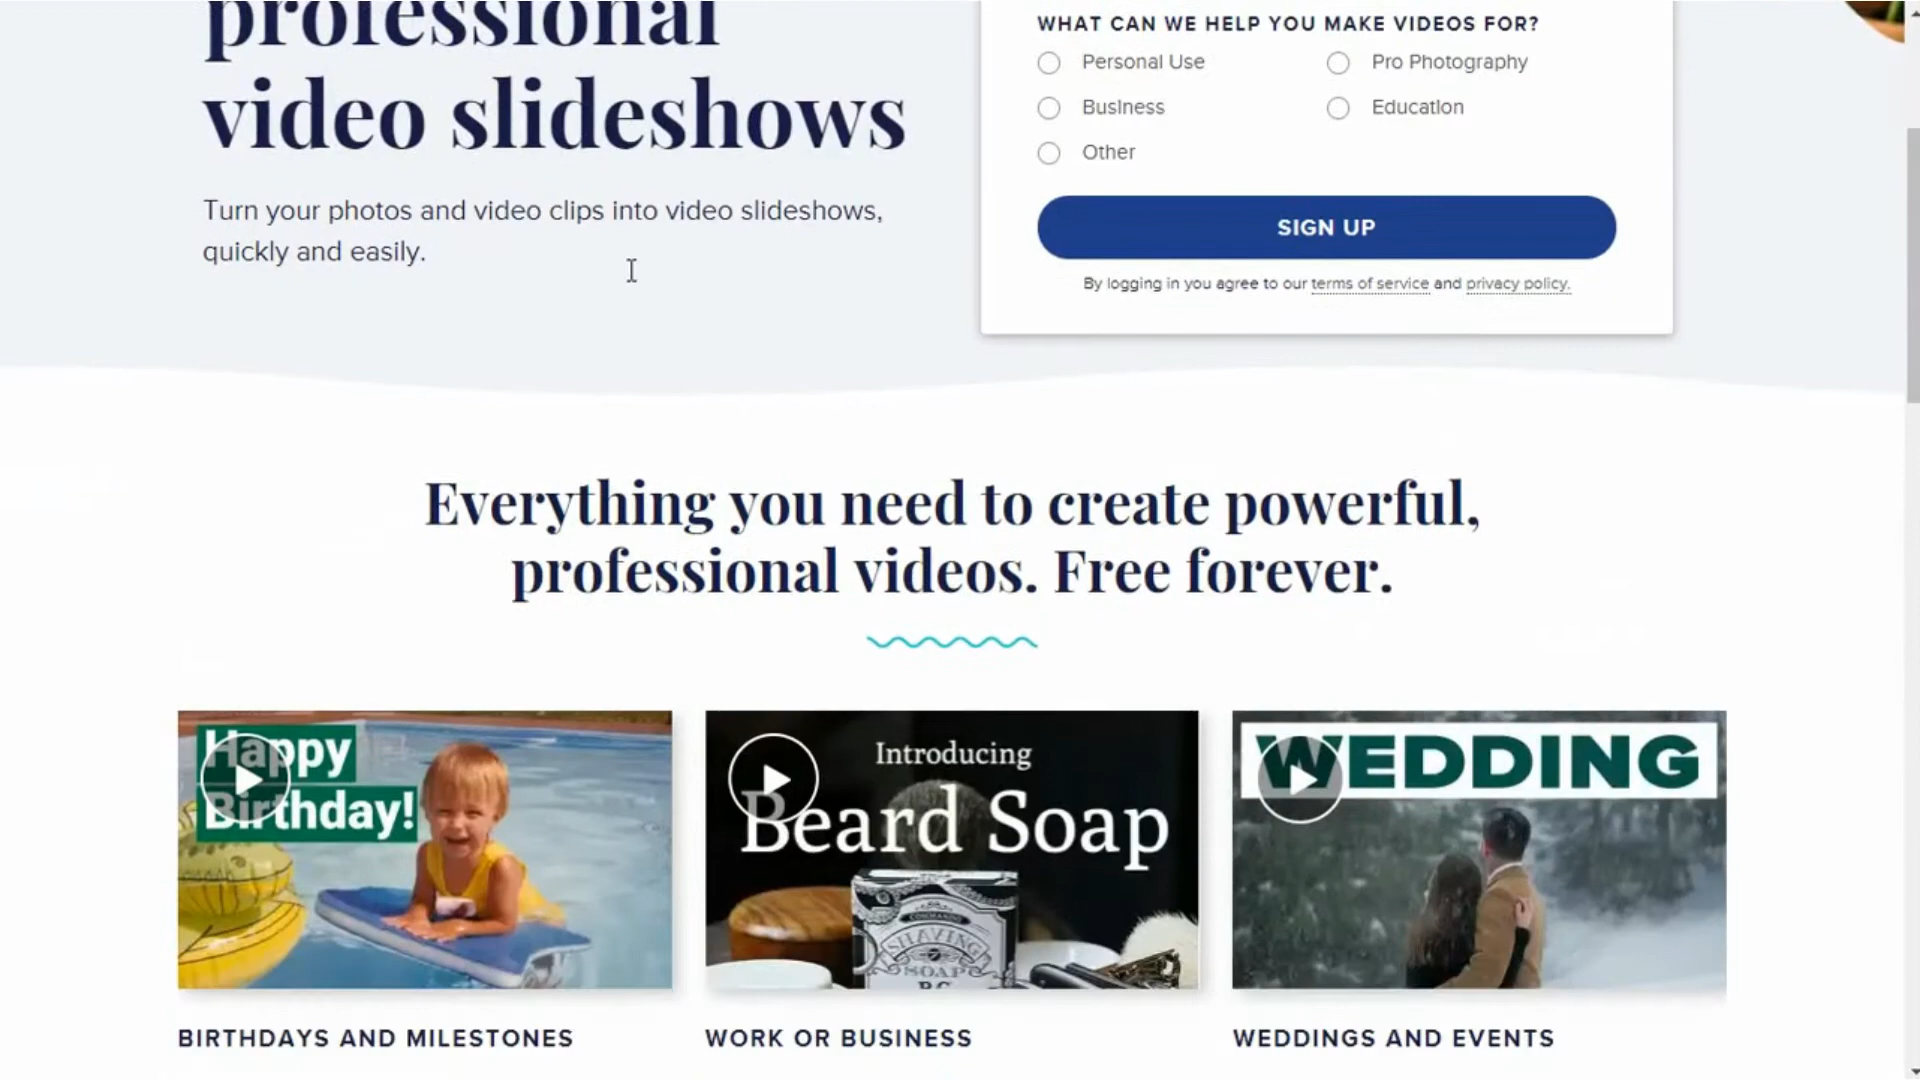 professional
video slideshows
Turn your photos and video clips into video slideshows,
quickly and easily.
WHAT CAN WE HELP YOU MAKE VIDEOS FOR?
Personal Use
Pro Photography
Business
Education
Other
SIGN UP
By logging in you agree to our terms of service and privacy policy.
Everything you need to create powerful,
professional videos. Free forever.
Happy
Birthday!
Introducing
Beard Soap
SHAVING
SOAP
WEDDING
BIRTHDAYS AND MILESTONES
WORK OR BUSINESS
WEDDINGS AND EVENTS